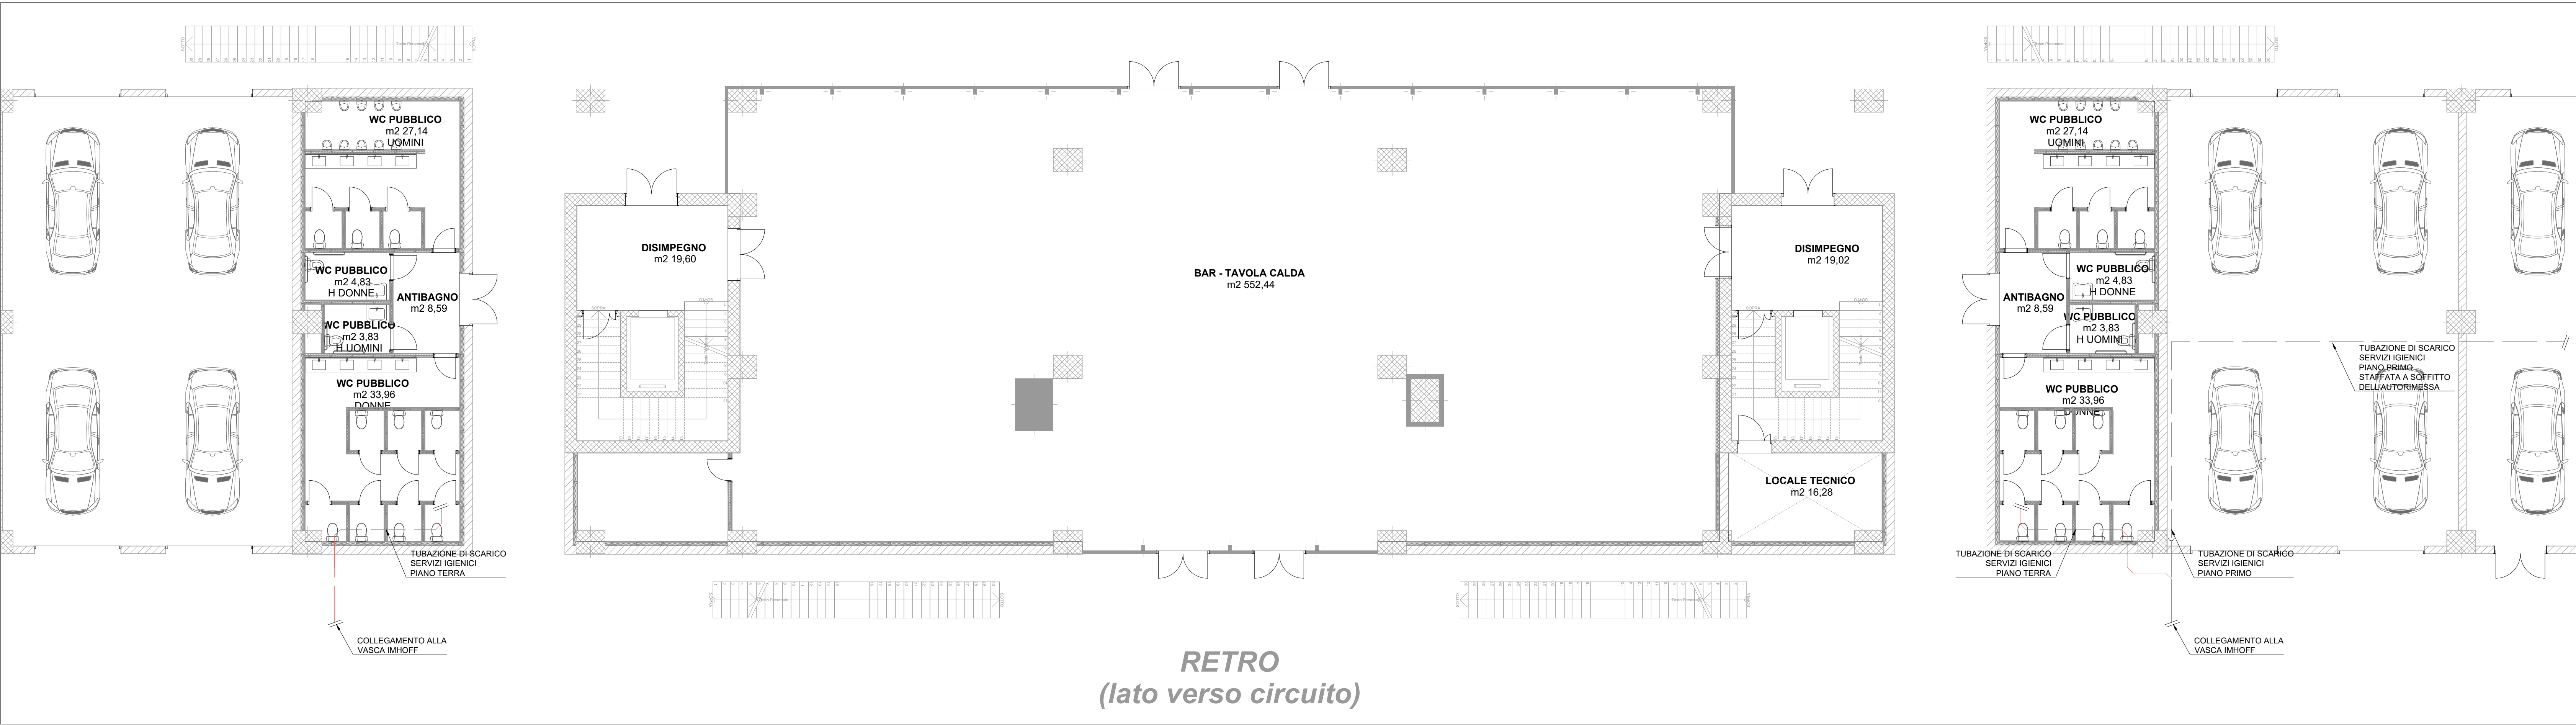 WC PUBBLICO
m2 27,14
UOMINI
WC PUBBLICO
m2 4,83
H DONNE
ANTIBAGNO
m2 8,59
WC PUBBLICO
m2 3,83
H UOMINI
WC PUBBLICO
m2 33,96
DONNE
TUBAZIONE DI SCARICO
SERVIZI IGIENICI
PIANO TERRA
COLLEGAMENTO ALLA
VASCA IMHOFF
DISIMPEGNO
m2 19,60
SOPRA
SOTTO
BAR - TAVOLA CALDA
m2 552,44
DISIMPEGNO
m2 19,02
SOPRA
SOTTO
LOCALE TECNICO
m2 16,28
RETRO
(lato verso circuito)
WC PUBBLICO
m2 27,14
UOMINI
WC PUBBLICO
m2 4,83
H DONNE
ANTIBAGNO
m2 8,59
WC PUBBLICO
m2 3,83
H UOMINI
WC PUBBLICO
m2 33,96
DONNE
TUBAZIONE DI SCARICO
SERVIZI IGIENICI
PIANO PRIMO
STAFFATA A SOFFITTO
DELL'AUTORIMESSA
TUBAZIONE DI SCARICO
SERVIZI IGIENICI
PIANO TERRA
TUBAZIONE DI SCARICO
SERVIZI IGIENICI
PIANO PRIMO
COLLEGAMENTO ALLA
VASCA IMHOFF